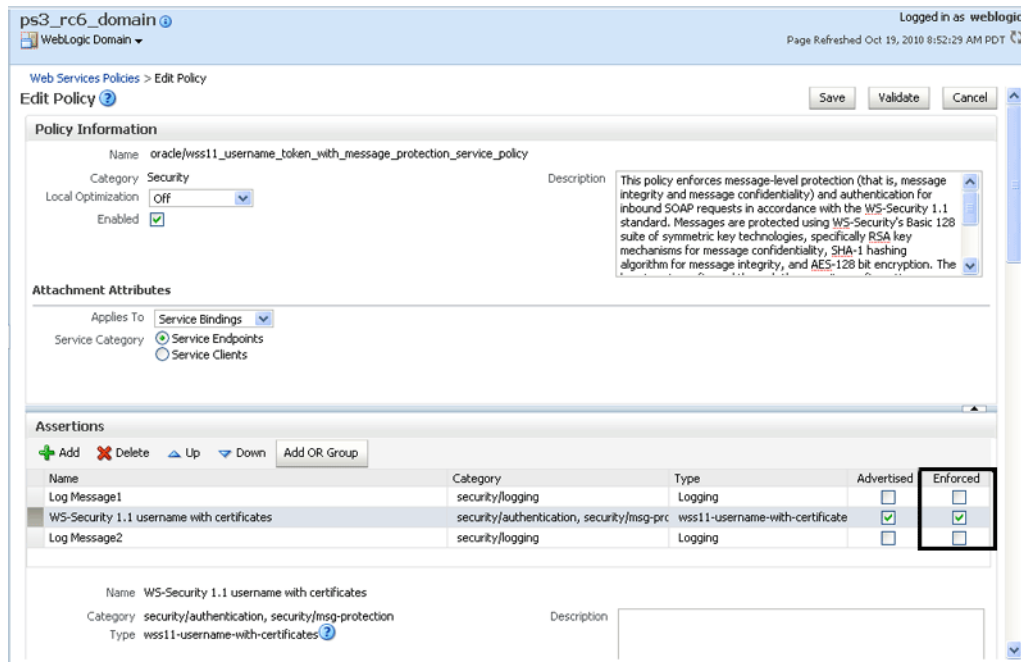 ps3_rc6_domain
Logged in as weblogic
WebLogic Domain
Page Refreshed Oct 19, 2010 8:52:29 AM PDT
Web Services Policies > Edit Policy
Edit Policy
Save Validate Cancel
Policy Information
Name oracle/wss11_username_token_with_message_protection_service_policy
Category Security
Local Optimization Off
Enabled
Description This policy enforces message-level protection (that is, message
integrity and message confidentiality) and authentication for
inbound SOAP requests in accordance with the WS-Security 1.1
standard. Messages are protected using WS-Security's Basic 128
suite of symmetric key technologies, specifically RSA key
mechanisms for message confidentiality, SHA-1 hashing
algorithm for message integrity, and AES-128 bit encryption. The
Attachment Attributes
Applies To Service Bindings
Service Category Service Endpoints
Service Clients
Assertions
Add Delete Up Down Add OR Group
Name Category Type Advertised Enforced
Log Message1 security/logging Logging
WS-Security 1.1 username with certificates security/authentication, security/msg-prc wss11-username-with-certificate
Log Message2 security/logging Logging
Name WS-Security 1.1 username with certificates
Category security/authentication, security/msg-protection
Type wss11-username-with-certificates
Description